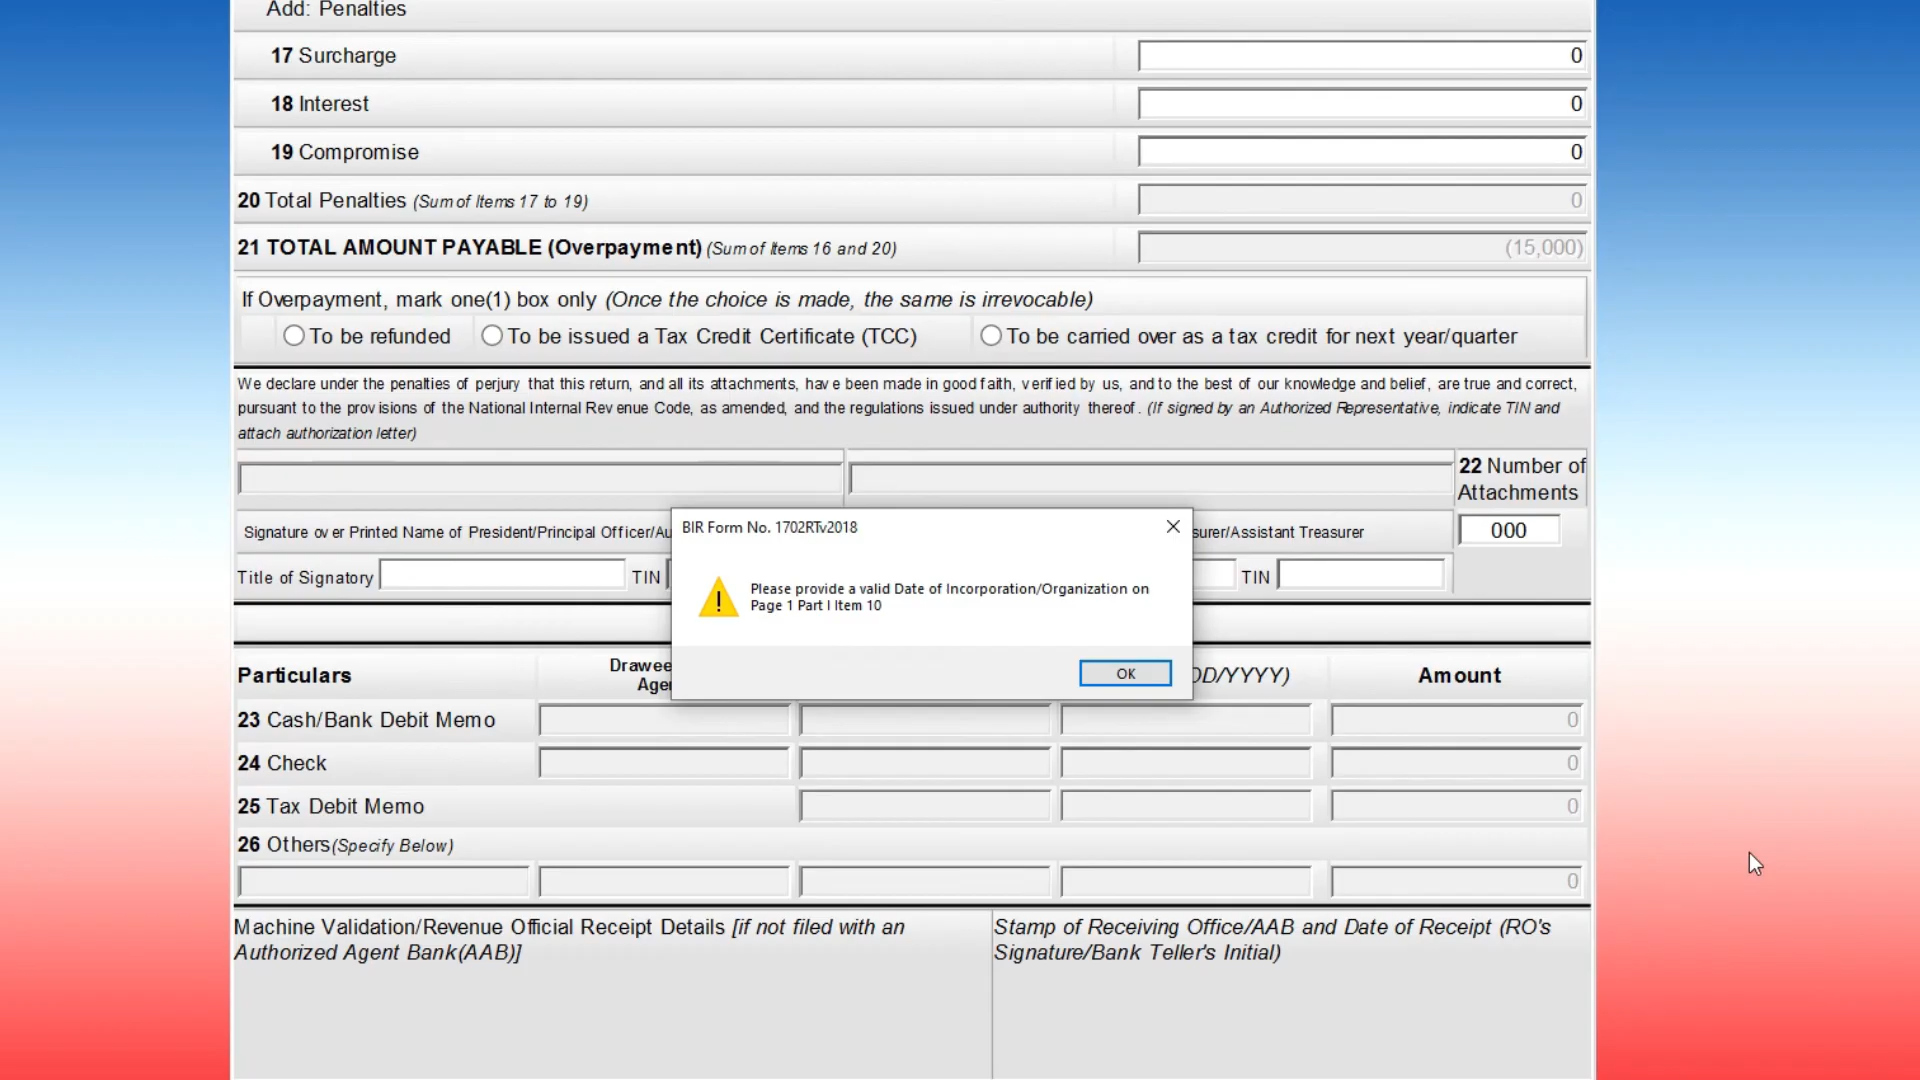 Add: Penalties
17 Surcharge 0
18 Interest 0
19 Compromise 0
20 Total Penalties (Sum of Items 17 to 19) 0
21 TOTAL AMOUNT PAYABLE (Overpayment) (Sum of Items 16 and 20) (15,000)
If Overpayment, mark one(1) box only (Once the choice is made, the same is irrevocable)
To be refunded To be issued a Tax Credit Certificate (TCC) To be carried over as a tax credit for next year/quarter
We declare under the penalties of perjury that this return, and all its attachments, have been made in good faith, verified by us, and to the best of our knowledge and belief, are true and correct,
pursuant to the provisions of the National Internal Revenue Code, as amended, and the regulations issued under authority thereof. (If signed by an Authorized Representative, indicate TIN and
attach authorization letter)
22 Number of
Attachments
000
Signature over Printed Name of President/Principal Officer/Au
surer/Assistant Treasurer
Title of Signatory TIN TIN
BIR Form No. 1702RTv2018
Please provide a valid Date of Incorporation/Organization on
Page 1 Part I Item 10
OK
Particulars Drawee
Age
DD/YYYY) Amount
23 Cash/Bank Debit Memo 0
24 Check 0
25 Tax Debit Memo 0
26 Others(Specify Below)
0
Machine Validation/Revenue Official Receipt Details [if not filed with an
Authorized Agent Bank(AAB)]
Stamp of Receiving Office/AAB and Date of Receipt (RO's
Signature/Bank Teller's Initial)